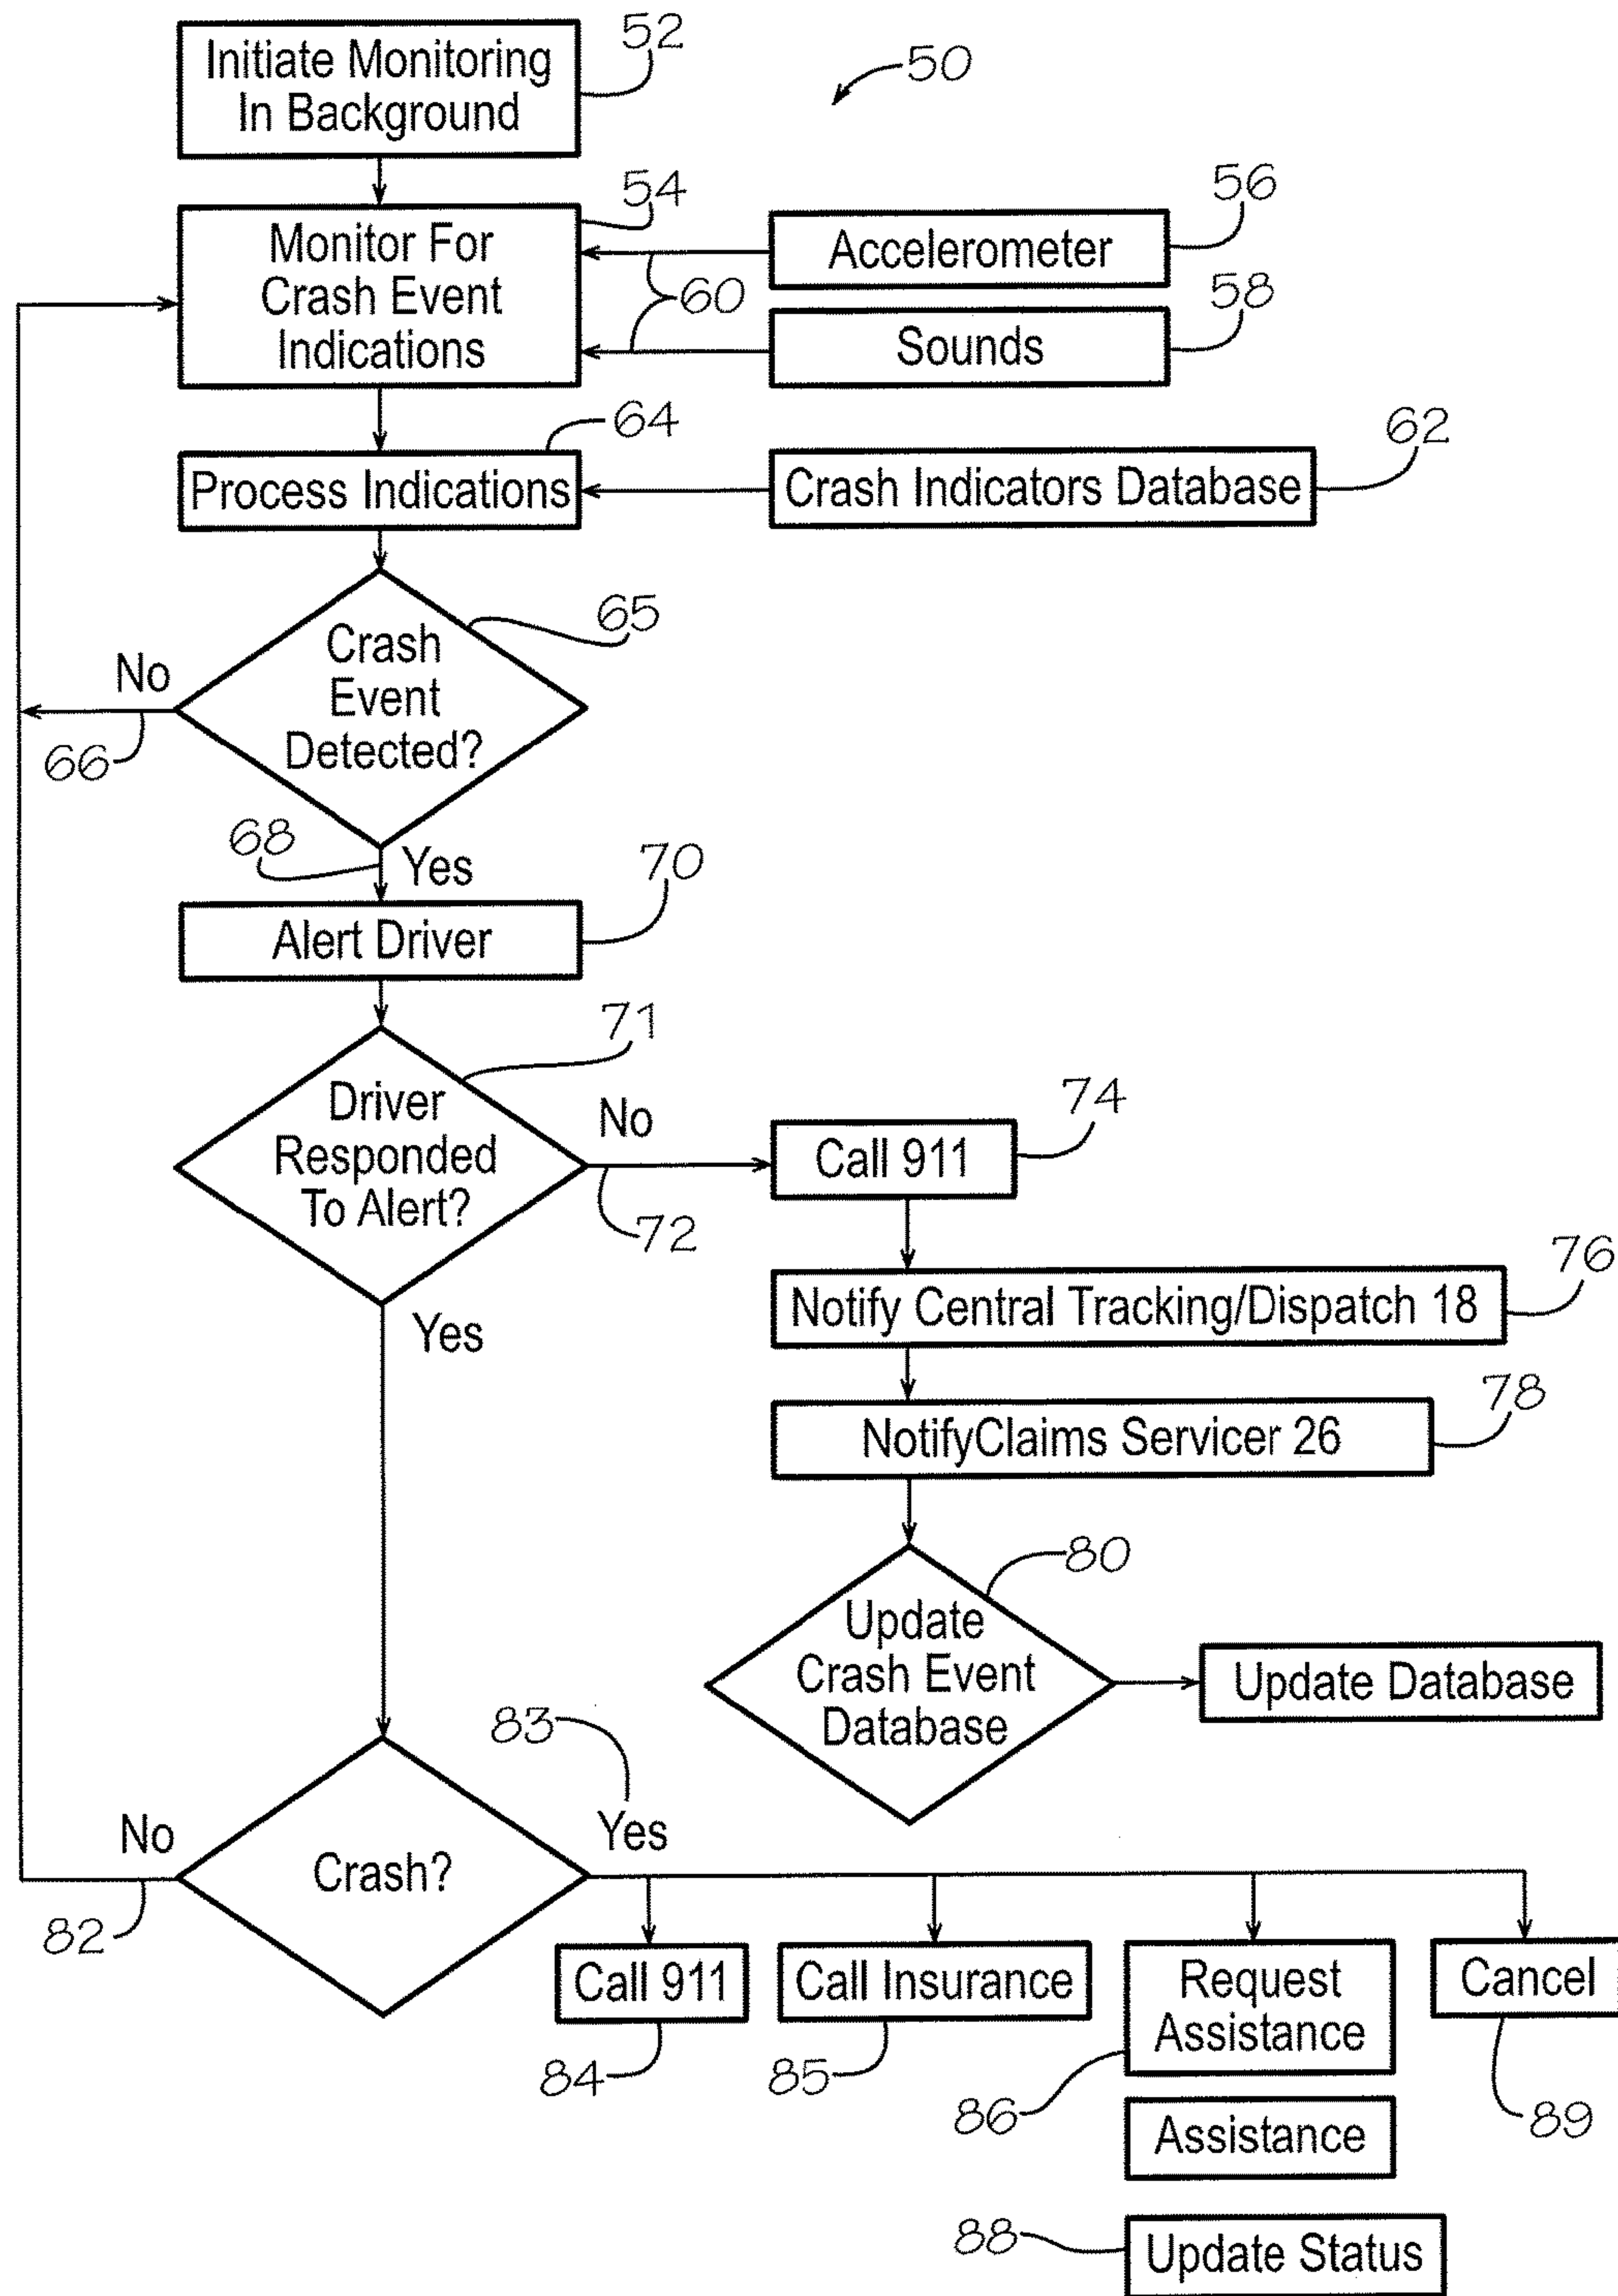 Initiate Monitoring
In Background
52
50
54
Monitor For
Crash Event
Indications
Accelerometer
56
60
Sounds
58
64
Process Indications
Crash Indicators Database
62
65
Crash
Event
Detected?
No
66
68
Yes
Alert Driver
70
71
Driver
Responded
To Alert?
No
72
Call 911
74
Notify Central Tracking/Dispatch 18
76
NotifyClaims Servicer 26
78
Yes
80
Update
Crash Event
Database
Update Database
83
No
82
Crash?
Yes
Call 911
84
Call Insurance
85
Request
Assistance
86
Cancel
89
Assistance
88
Update Status